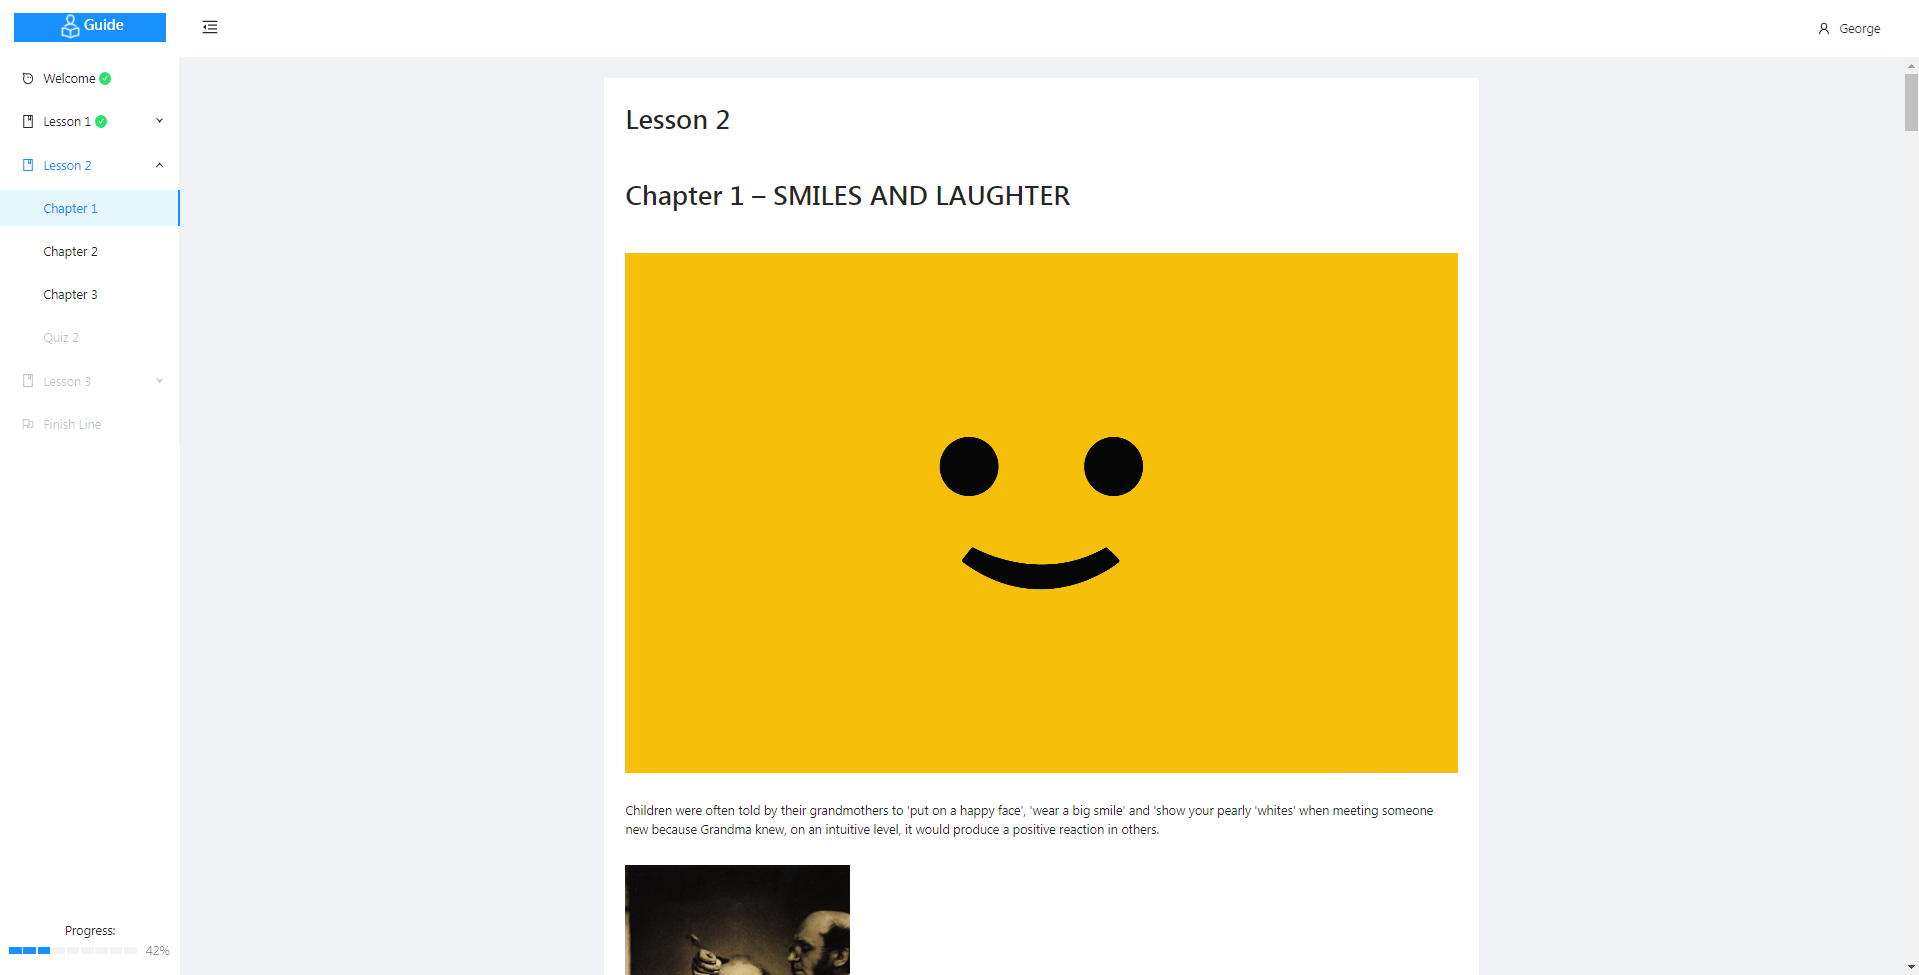 Guide
George
Welcome
Lesson 1
Lesson 2
Chapter 1
Chapter 2
Chapter 3
Quiz 2
Lesson 3
Finish Line
Progress:
42%
Lesson 2
Chapter 1 – SMILES AND LAUGHTER
Children were often told by their grandmothers to 'put on a happy face', 'wear a big smile' and 'show your pearly 'whites' when meeting someone
new because Grandma knew, on an intuitive level, it would produce a positive reaction in others.